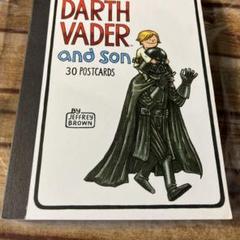 DARTH
VADER
and son
30 POSTCARDS
BY
JEFFREY
BROWN